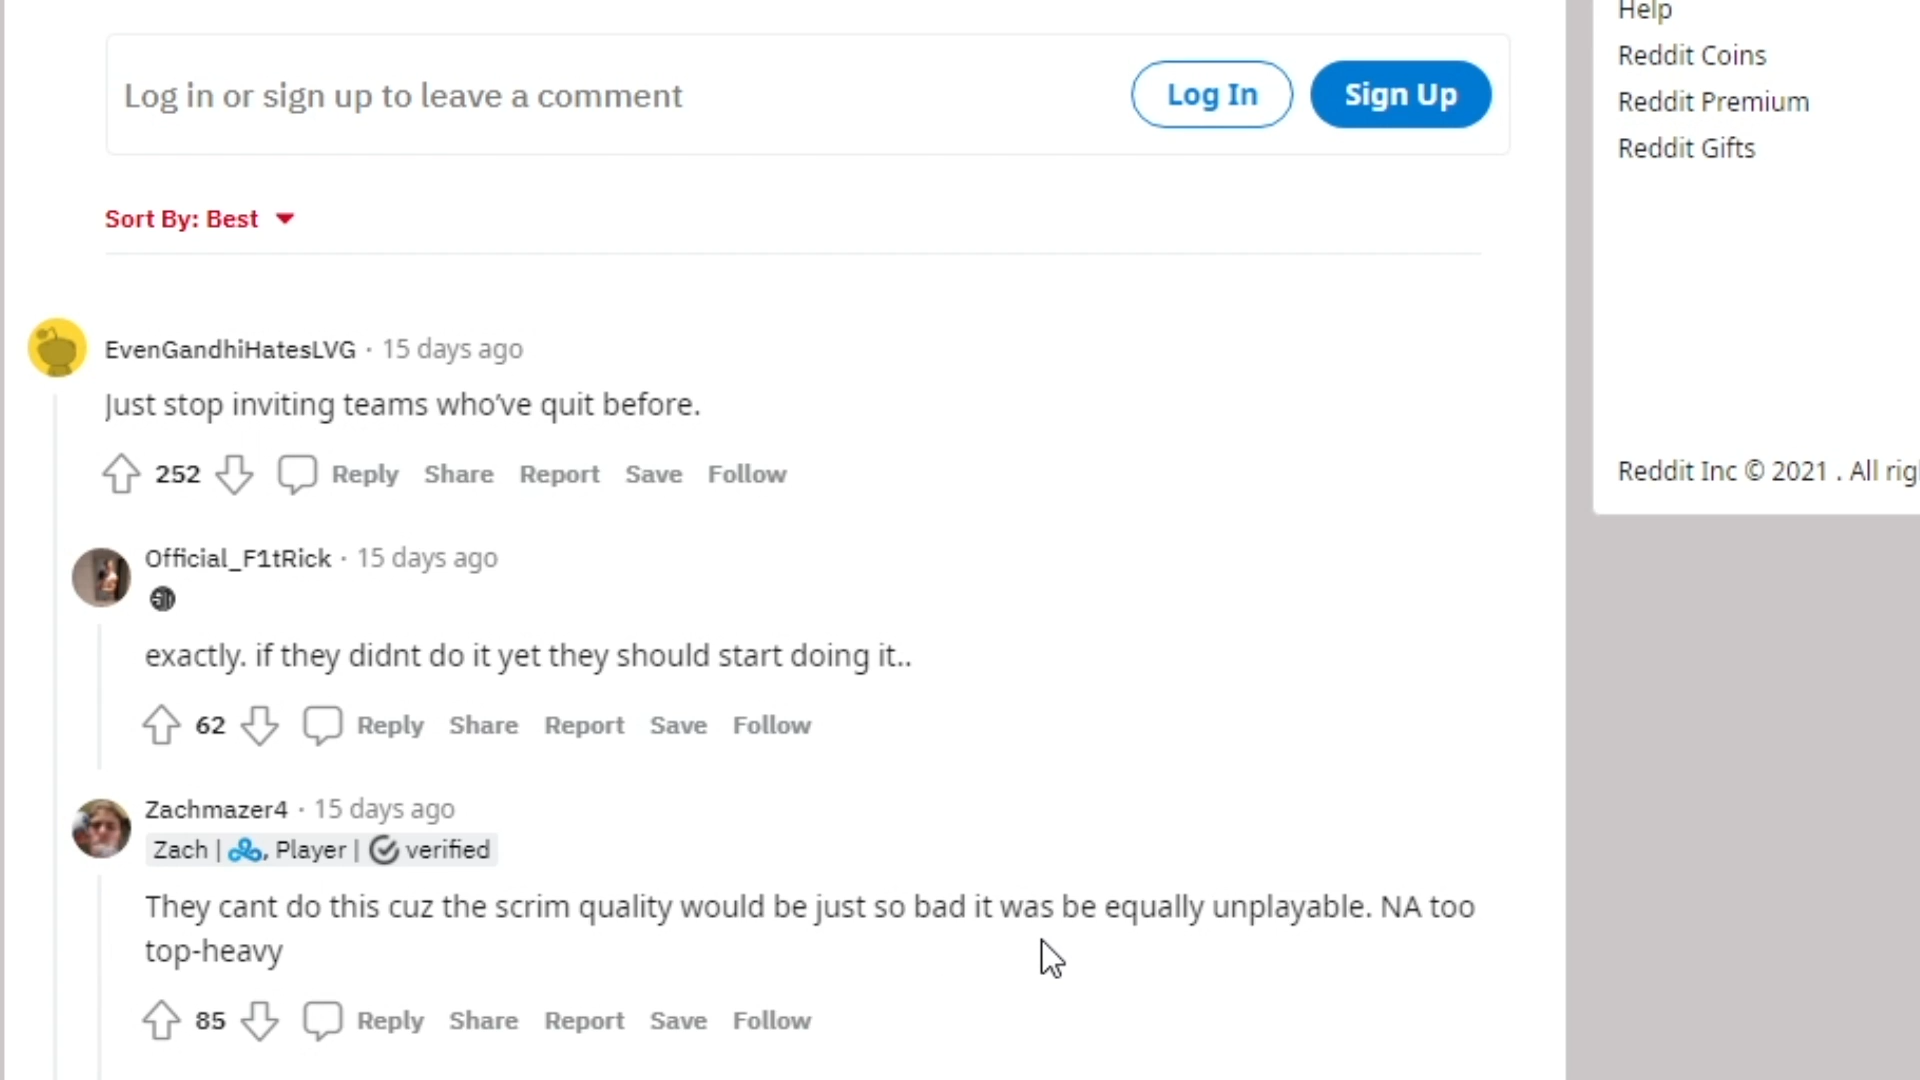 Help
Reddit Coins
Reddit Premium
Reddit Gifts
Log in or sign up to leave a comment
Log In
Sign Up
Sort By: Best
EvenGandhiHatesLVG · 15 days ago
Just stop inviting teams who’ve quit before.
252 Reply Share Report Save Follow
Official_F1tRick · 15 days ago
exactly. if they didnt do it yet they should start doing it..
62 Reply Share Report Save Follow
Zachmazer4 · 15 days ago
Zach | , Player | verified
They cant do this cuz the scrim quality would be just so bad it was be equally unplayable. NA too
top-heavy
85 Reply Share Report Save Follow
Reddit Inc © 2021 . All rig